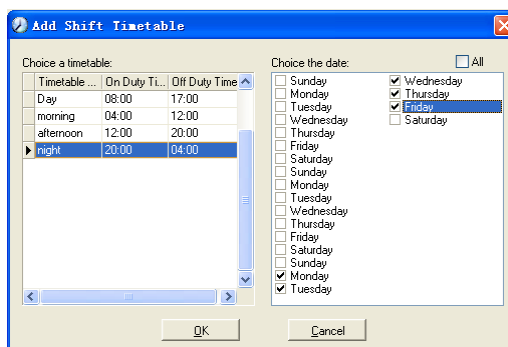 Add Shift Timetable
Choice a timetable:
Timetable ... On Duty Ti... Off Duty Time
Day 08:00 17:00
morning 04:00 12:00
afternoon 12:00 20:00
night 20:00 04:00
Choice the date:
All
Sunday
Monday
Tuesday
Wednesday
Thursday
Friday
Saturday
Sunday
Monday
Tuesday
Wednesday
Thursday
Friday
Saturday
Sunday
Monday
Tuesday
Wednesday
Thursday
Friday
Saturday
OK
Cancel